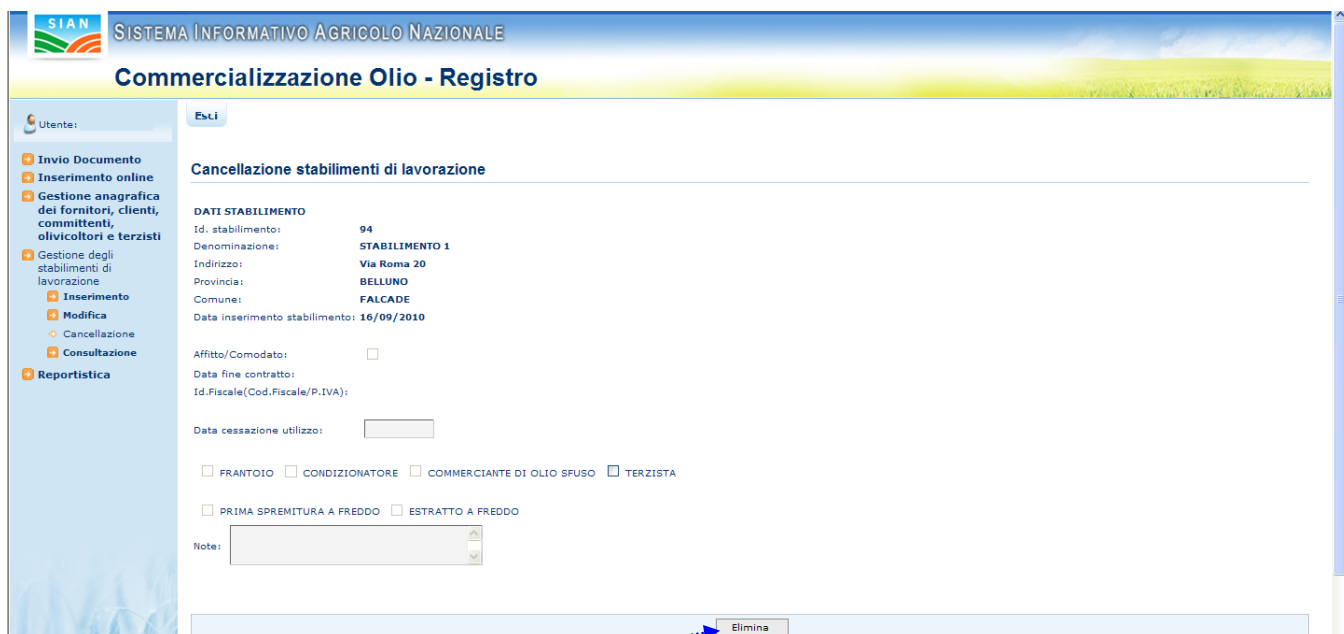 SIAN
SISTEMA INFORMATIVO AGRICOLO NAZIONALE
Commercializzazione Olio - Registro
Utente:
Invio Documento
Inserimento online
Gestione anagrafica
dei fornitori, clienti,
committenti,
olivicoltori e terzisti
Gestione degli
stabilimenti di
lavorazione
Inserimento
Modifica
Cancellazione
Consultazione
Reportistica
Esci
Cancellazione stabilimenti di lavorazione
DATI STABILIMENTO
Id. stabilimento: 94
Denominazione: STABILIMENTO 1
Indirizzo: Via Roma 20
Provincia: BELLUNO
Comune: FALCADE
Data inserimento stabilimento: 16/09/2010
Affitto/Comodato:
Data fine contratto:
Id.Fiscale(Cod.Fiscale/P.IVA):
Data cessazione utilizzo:
FRANTOIO CONDIZIONATORE COMMERCIANTE DI OLIO SFUSO TERZISTA
PRIMA SPREMITURA A FREDDO ESTRATTO A FREDDO
Note:
Elimina